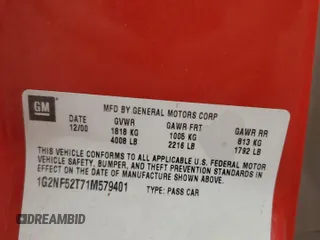 GM
MFD BY GENERAL MOTORS CORP
DATE GVWR GAWR FRT GAWR RR
12/00 1818 KG 1005 KG 813 KG
4008 LB 2216 LB 1792 LB
THIS VEHICLE CONFORMS TO ALL APPLICABLE U.S. FEDERAL MOTOR
VEHICLE SAFETY, BUMPER, AND THEFT PREVENTION STANDARDS IN
EFFECT ON THE DATE OF MANUFACTURE SHOWN ABOVE.
1G2NF52T71M579401 TYPE: PASS CAR